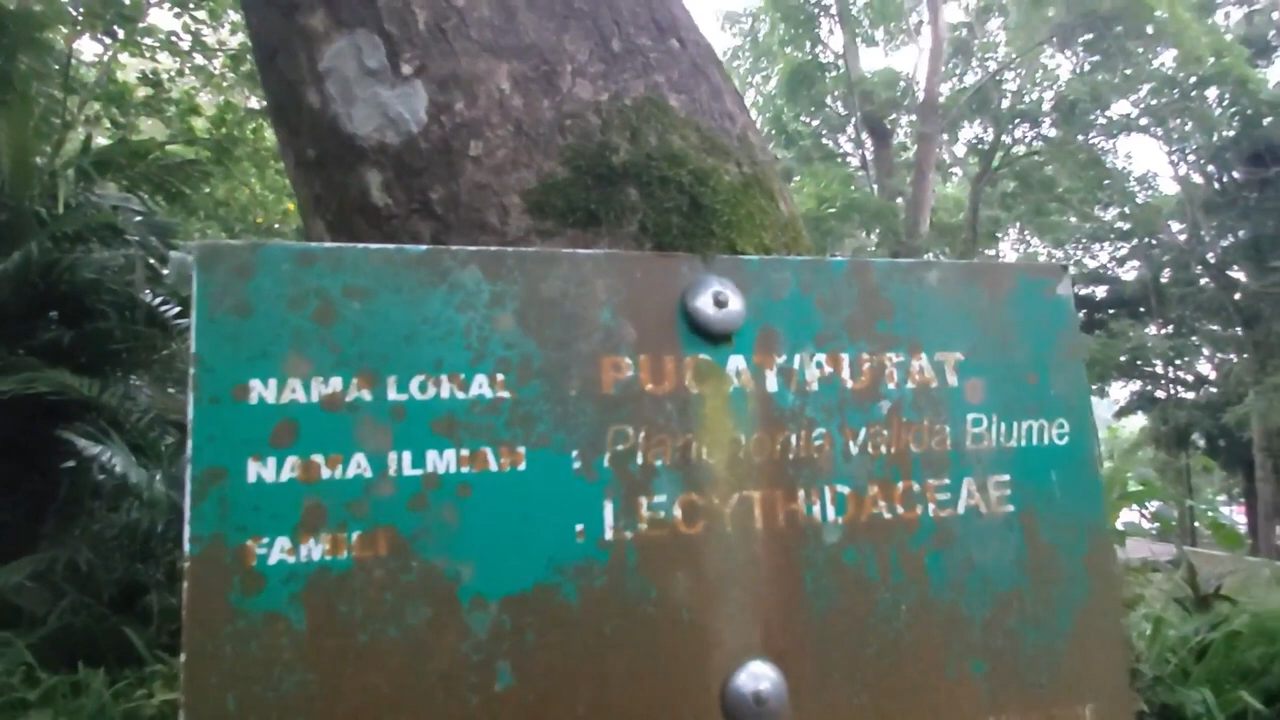 NAMA LOKAL : PUCAT/PUTAT
NAMA ILMIAH : Planchonia valida Blume
FAMILI : LECYTHIDACEAE